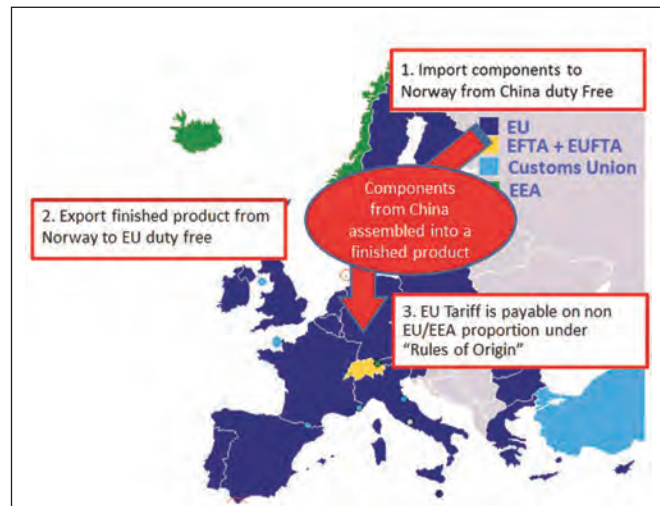 1. Import components to
Norway from China duty Free
EU
EFTA + EUFTA
Customs Union
EEA
Components
from China
assembled into a
finished product
2. Export finished product from
Norway to EU duty free
3. EU Tariff is payable on non
EU/EEA proportion under
“Rules of Origin”